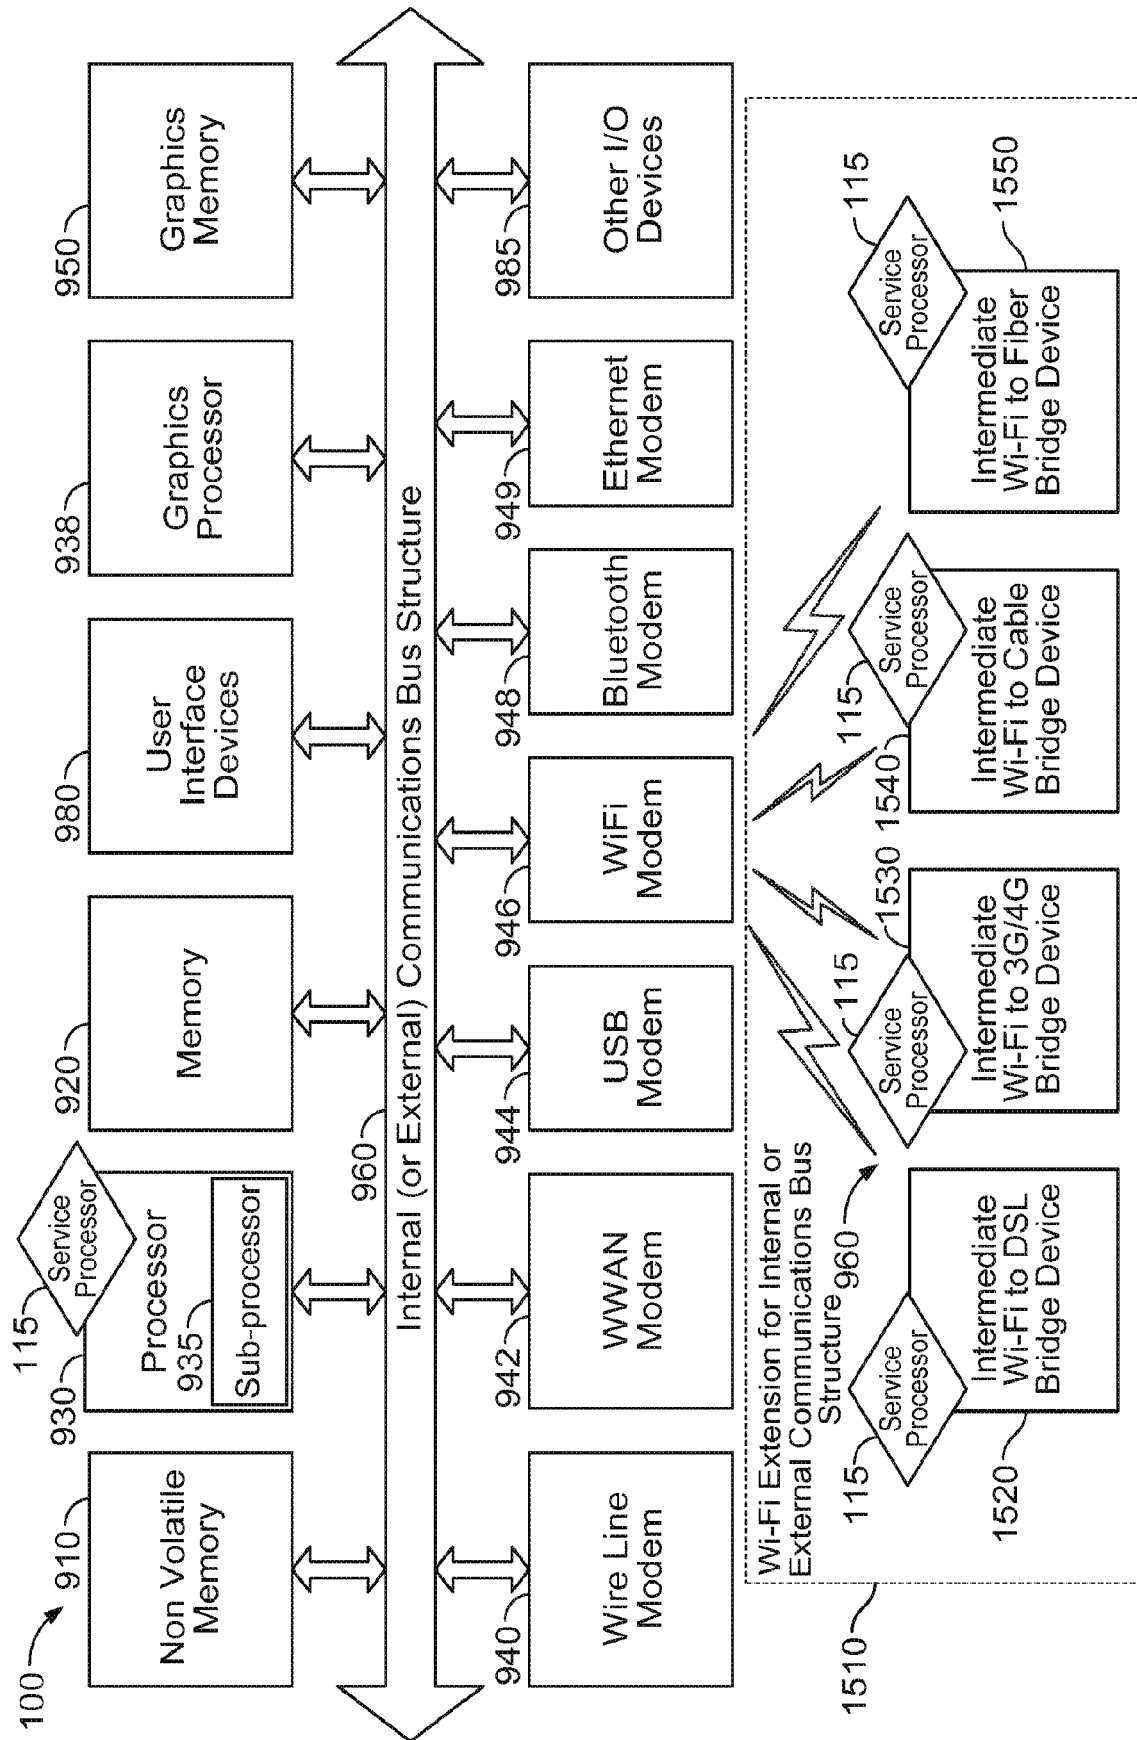 100
910
Non Volatile
Memory
930
115
Service
Processor
Processor
935
Sub-processor
920
Memory
980
User
Interface
Devices
938
Graphics
Processor
950
Graphics
Memory
960
Internal (or External) Communications Bus Structure
940
Wire Line
Modem
942
WWAN
Modem
944
USB
Modem
946
WiFi
Modem
948
Bluetooth
Modem
949
Ethernet
Modem
985
Other I/O
Devices
1510
Wi-Fi Extension for Internal or
External Communications Bus
Structure
960
115
Service
Processor
1520
Intermediate
Wi-Fi to DSL
Bridge Device
115
Service
Processor
1530
Intermediate
Wi-Fi to 3G/4G
Bridge Device
1540
115
Service
Processor
Intermediate
Wi-Fi to Cable
Bridge Device
115
Service
Processor
1550
Intermediate
Wi-Fi to Fiber
Bridge Device